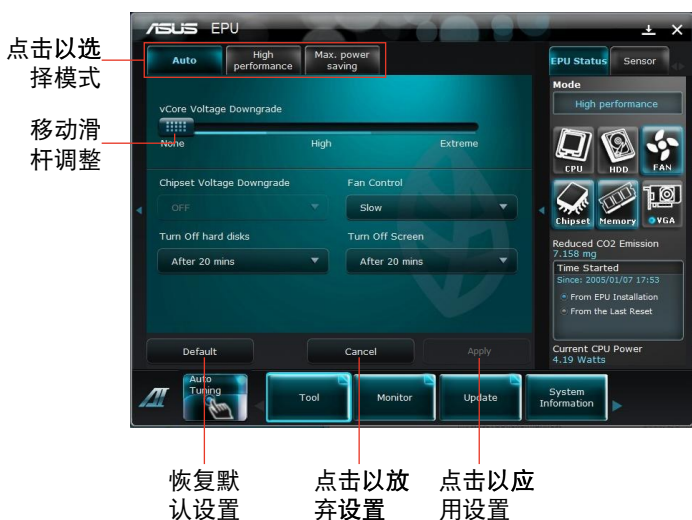 ASUS EPU
点击以选
择模式
Auto
High
performance
Max. power
saving
移动滑
杆调整
vCore Voltage Downgrade
None High Extreme
Chipset Voltage Downgrade Fan Control
OFF Slow
Turn Off hard disks Turn Off Screen
After 20 mins After 20 mins
Default Cancel Apply
EPU Status Sensor
Mode
High performance
CPU HDD FAN
Chipset Memory VGA
Reduced CO2 Emission
7.158 mg
Time Started
Since: 2005/01/07 17:53
From EPU Installation
From the Last Reset
Current CPU Power
4.19 Watts
Auto
Tuning
Tool Monitor Update
System
Information
恢复默
认设置
点击以放
弃设置
点击以应
用设置